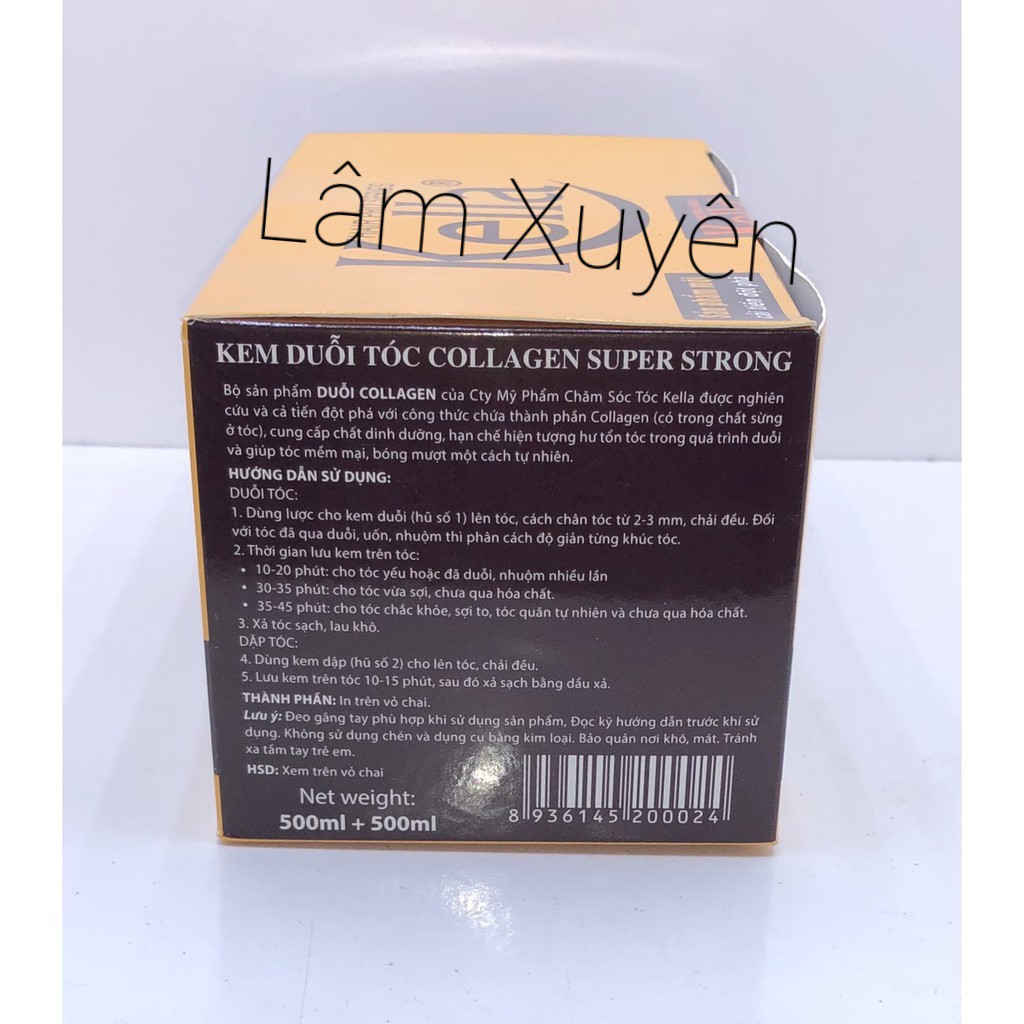 Lâm Xuyên
Kella®
Sản phẩm mới
cải tiến đột phá
KEM DUỖI TÓC COLLAGEN SUPER STRONG
Bộ sản phẩm DUỖI COLLAGEN của Cty Mỹ Phẩm Chăm Sóc Tóc Kella được nghiên
cứu và cả tiến đột phá với công thức chứa thành phần Collagen (có trong chất sừng
ở tóc), cung cấp chất dinh dưỡng, hạn chế hiện tượng hư tổn tóc trong quá trình duỗi
và giúp tóc mềm mại, bóng mượt một cách tự nhiên.
HƯỚNG DẪN SỬ DỤNG:
DUỖI TÓC:
1. Dùng lược cho kem duỗi (hũ số 1) lên tóc, cách chân tóc từ 2-3 mm, chải đều. Đối
với tóc đã qua duỗi, uốn, nhuộm thì phân cách độ giản từng khúc tóc.
2. Thời gian lưu kem trên tóc:
• 10-20 phút: cho tóc yếu hoặc đã duỗi, nhuộm nhiều lần
• 30-35 phút: cho tóc vừa sợi, chưa qua hóa chất.
• 35-45 phút: cho tóc chắc khỏe, sợi to, tóc quăn tự nhiên và chưa qua hóa chất.
3. Xả tóc sạch, lau khô.
DẬP TÓC:
4. Dùng kem dập (hũ số 2) cho lên tóc, chải đều.
5. Lưu kem trên tóc 10-15 phút, sau đó xả sạch bằng dầu xả.
THÀNH PHẦN: In trên vỏ chai.
Lưu ý: Đeo găng tay phù hợp khi sử dụng sản phẩm, Đọc kỹ hướng dẫn trước khí sử
dụng. Không sử dụng chén và dụng cụ bằng kim loại. Bảo quản nơi khô, mát. Tránh
xa tầm tay trẻ em.
HSD: Xem trên vỏ chai
Net weight:
500ml + 500ml
8 936145 200024